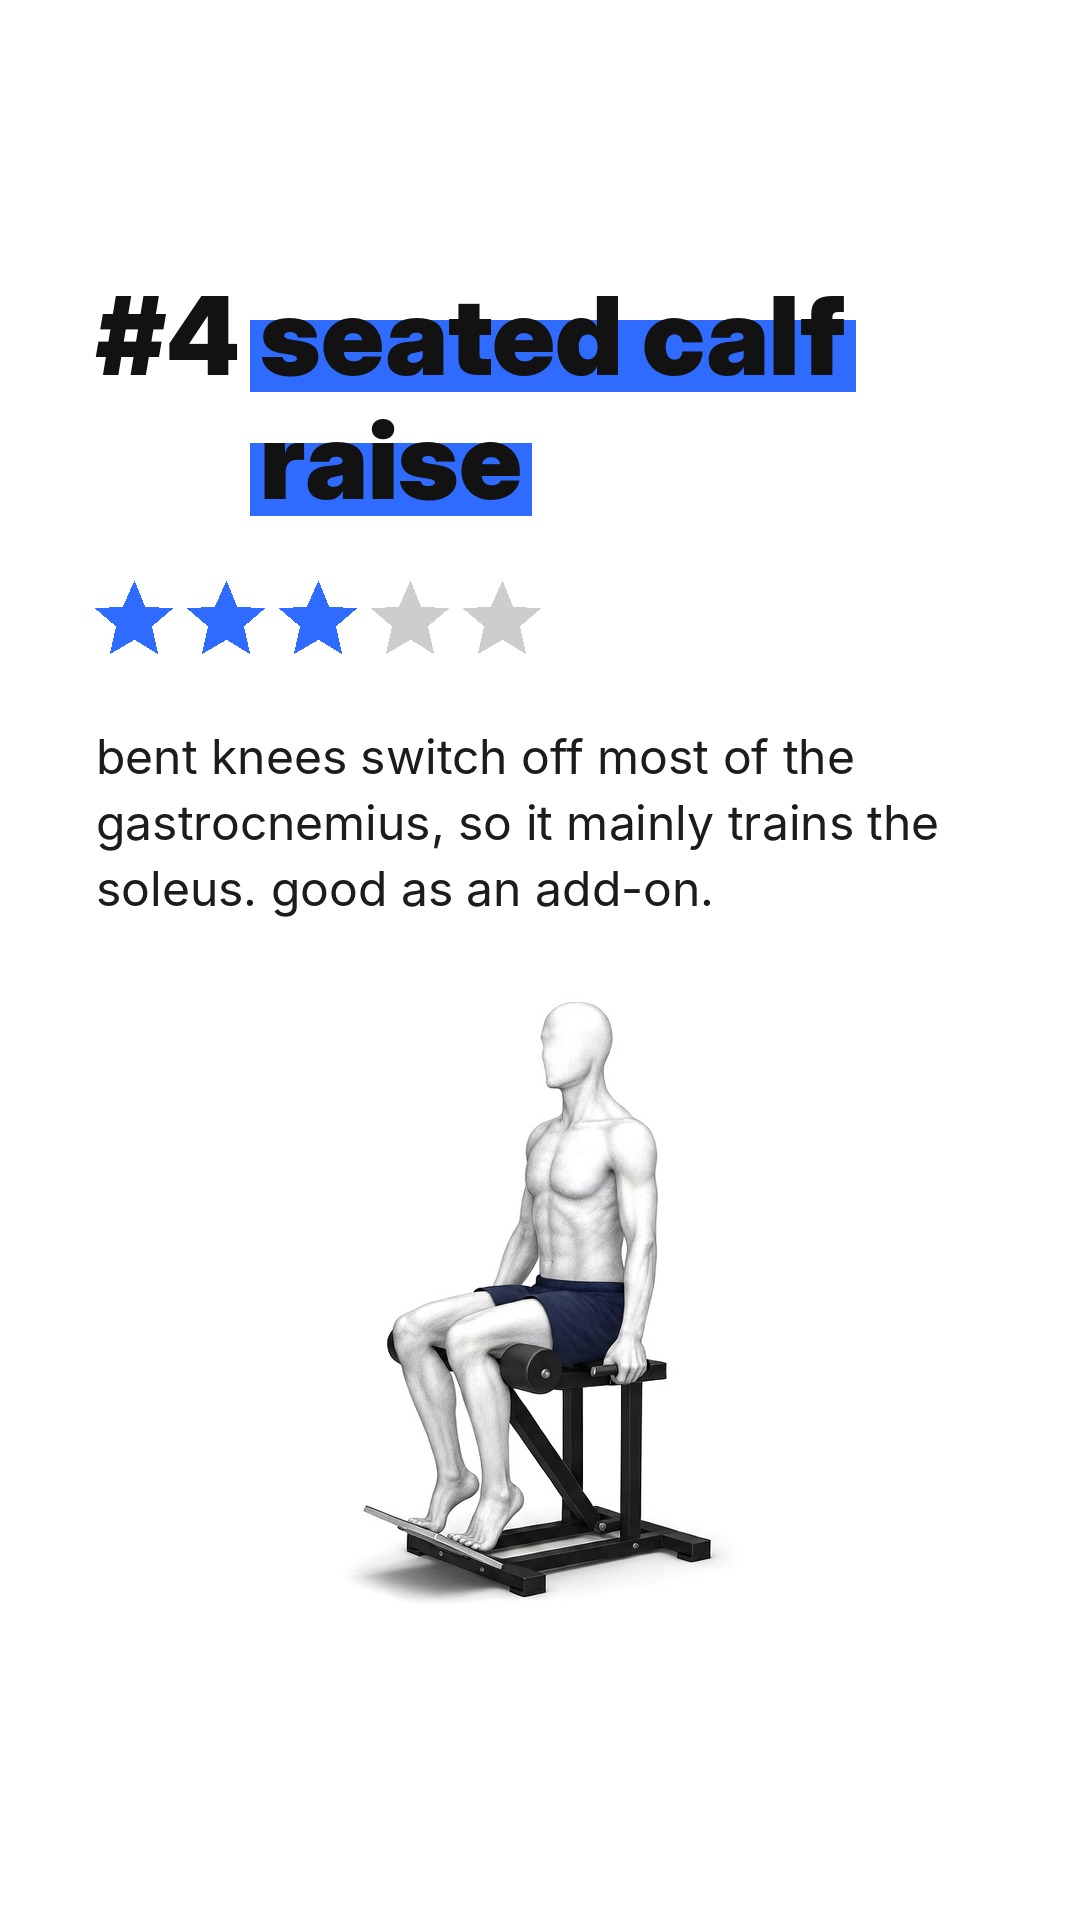 #4 seated calf
raise
bent knees switch off most of the
gastrocnemius, so it mainly trains the
soleus. good as an add-on.